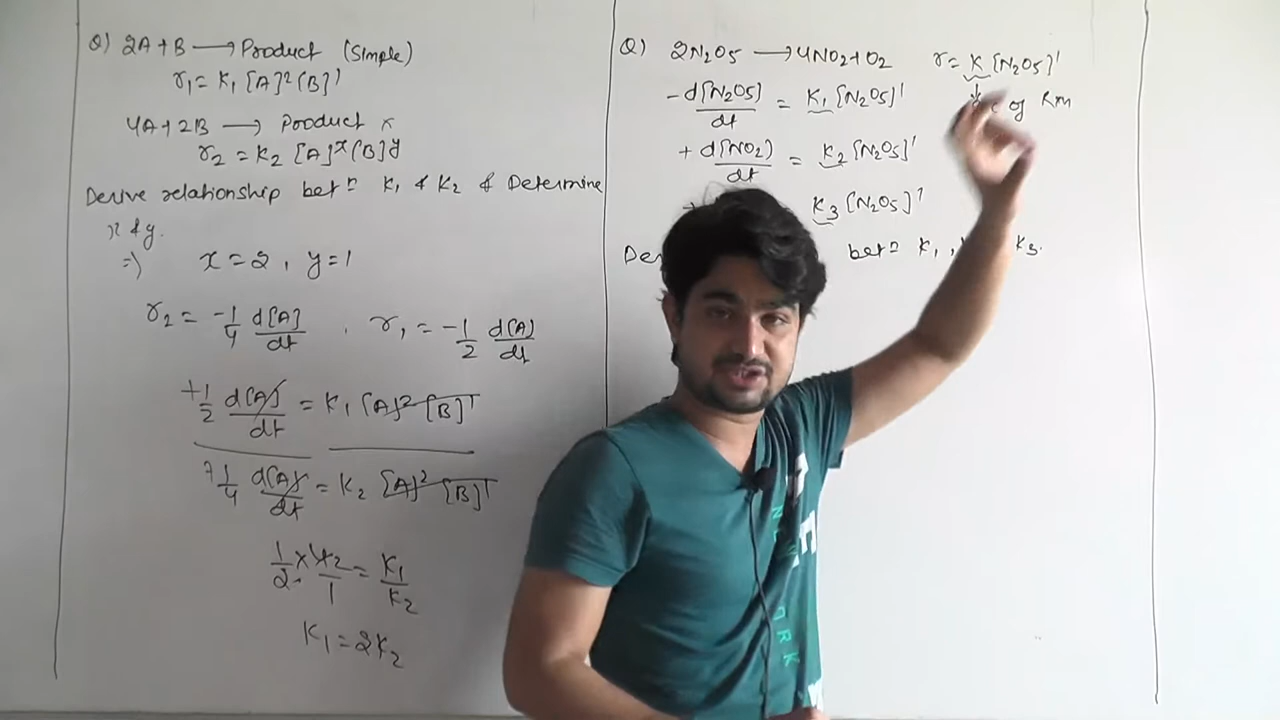 Q) 2A+B ⟶ Product (Simple)
r₁ = K₁ [A]² [B]¹
4A+2B ⟶ Product x
r₂ = K₂ [A]ˣ [B]ʸ
Derive relationship betⁿ K₁ & K₂ & Determine
x & y.
⇒) x = 2 , y = 1
r₂ = -1/4 d[A]/dt , r₁ = -1/2 d[A]/dt
+1/2 d[A]/dt = K₁ [A]² [B]¹
+1/4 d[A]/dt = K₂ [A]² [B]¹
1/2 × 4 2/1 = K₁/K₂
K₁ = 2K₂
Q) 2N₂O₅ ⟶ 4NO₂+O₂ r = K [N₂O₅]¹
-d[N₂O₅]/dt = K₁ [N₂O₅]¹ of Rxn
+d[NO₂]/dt = K₂ [N₂O₅]¹
K₃ [N₂O₅]¹
betⁿ K₁ , K₃.